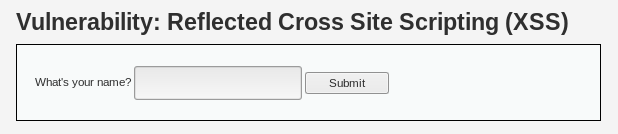 Vulnerability: Reflected Cross Site Scripting (XSS)
What's your name? Submit